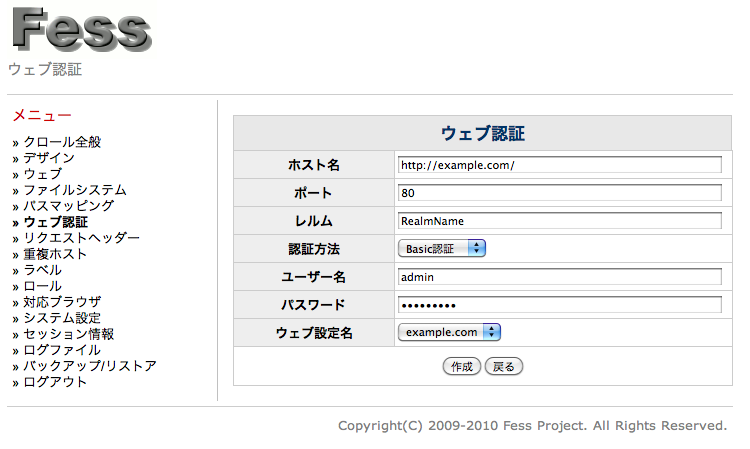 Fess
ウェブ認証
メニュー
» クロール全般
» デザイン
» ウェブ
» ファイルシステム
» パスマッピング
» ウェブ認証
» リクエストヘッダー
» 重複ホスト
» ラベル
» ロール
» 対応ブラウザ
» システム設定
» セッション情報
» ログファイル
» バックアップ/リストア
» ログアウト
ウェブ認証
ホスト名 http://example.com/
ポート 80
レルム RealmName
認証方法 Basic認証
ユーザー名 admin
パスワード •••••••••
ウェブ設定名 example.com
作成 戻る
Copyright(C) 2009-2010 Fess Project. All Rights Reserved.